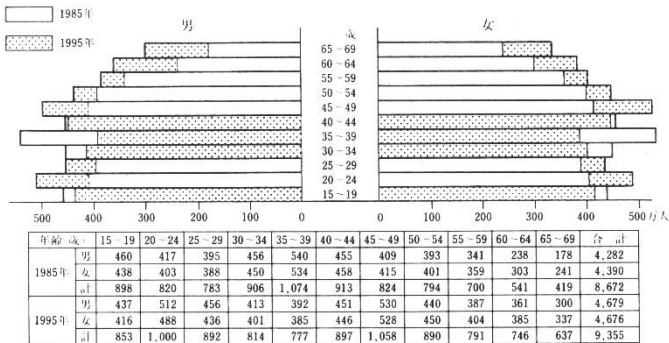 1985年
1995年
男
歳
女
65~69
60~64
55~59
50~54
45~49
40~44
35~39
30~34
25~29
20~24
15~19
500 400 300 200 100 0
0 100 200 300 400 500 万人
年齢(歳) 15~19 20~24 25~29 30~34 35~39 40~44 45~49 50~54 55~59 60~64 65~69 合計
1985年 男 460 417 395 456 540 455 409 393 341 238 178 4,282
女 438 403 388 450 534 458 415 401 359 303 241 4,390
計 898 820 783 906 1,074 913 824 794 700 541 419 8,672
1995年 男 437 512 456 413 392 451 530 440 387 361 300 4,679
女 416 488 436 401 385 446 528 450 404 385 337 4,676
計 853 1,000 892 814 777 897 1,058 890 791 746 637 9,355